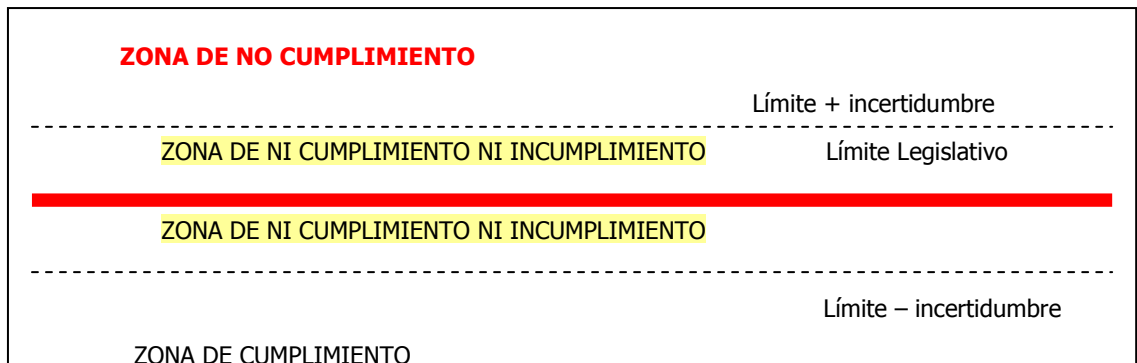 ZONA DE NO CUMPLIMIENTO
Límite + incertidumbre
ZONA DE NI CUMPLIMIENTO NI INCUMPLIMIENTO Límite Legislativo
ZONA DE NI CUMPLIMIENTO NI INCUMPLIMIENTO
Límite – incertidumbre
ZONA DE CUMPLIMIENTO